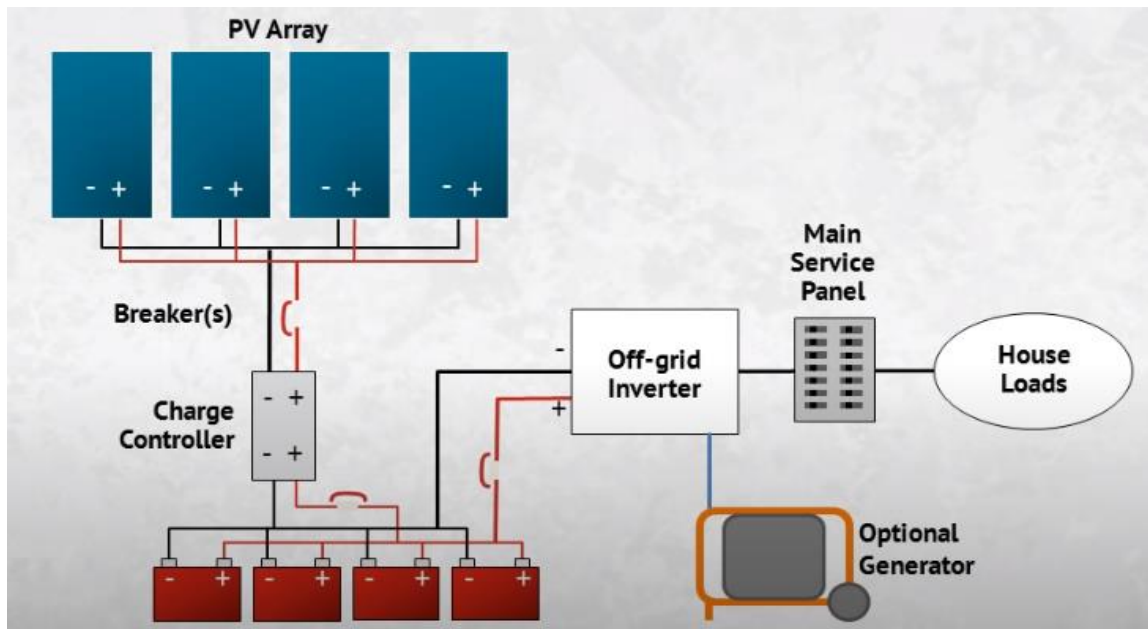 PV Array
- + - + - + - +
Breaker(s)
Main
Service
Panel
- +
Charge
Controller
- +
-
+
Off-grid
Inverter
House
Loads
- + - + - + - +
Optional
Generator